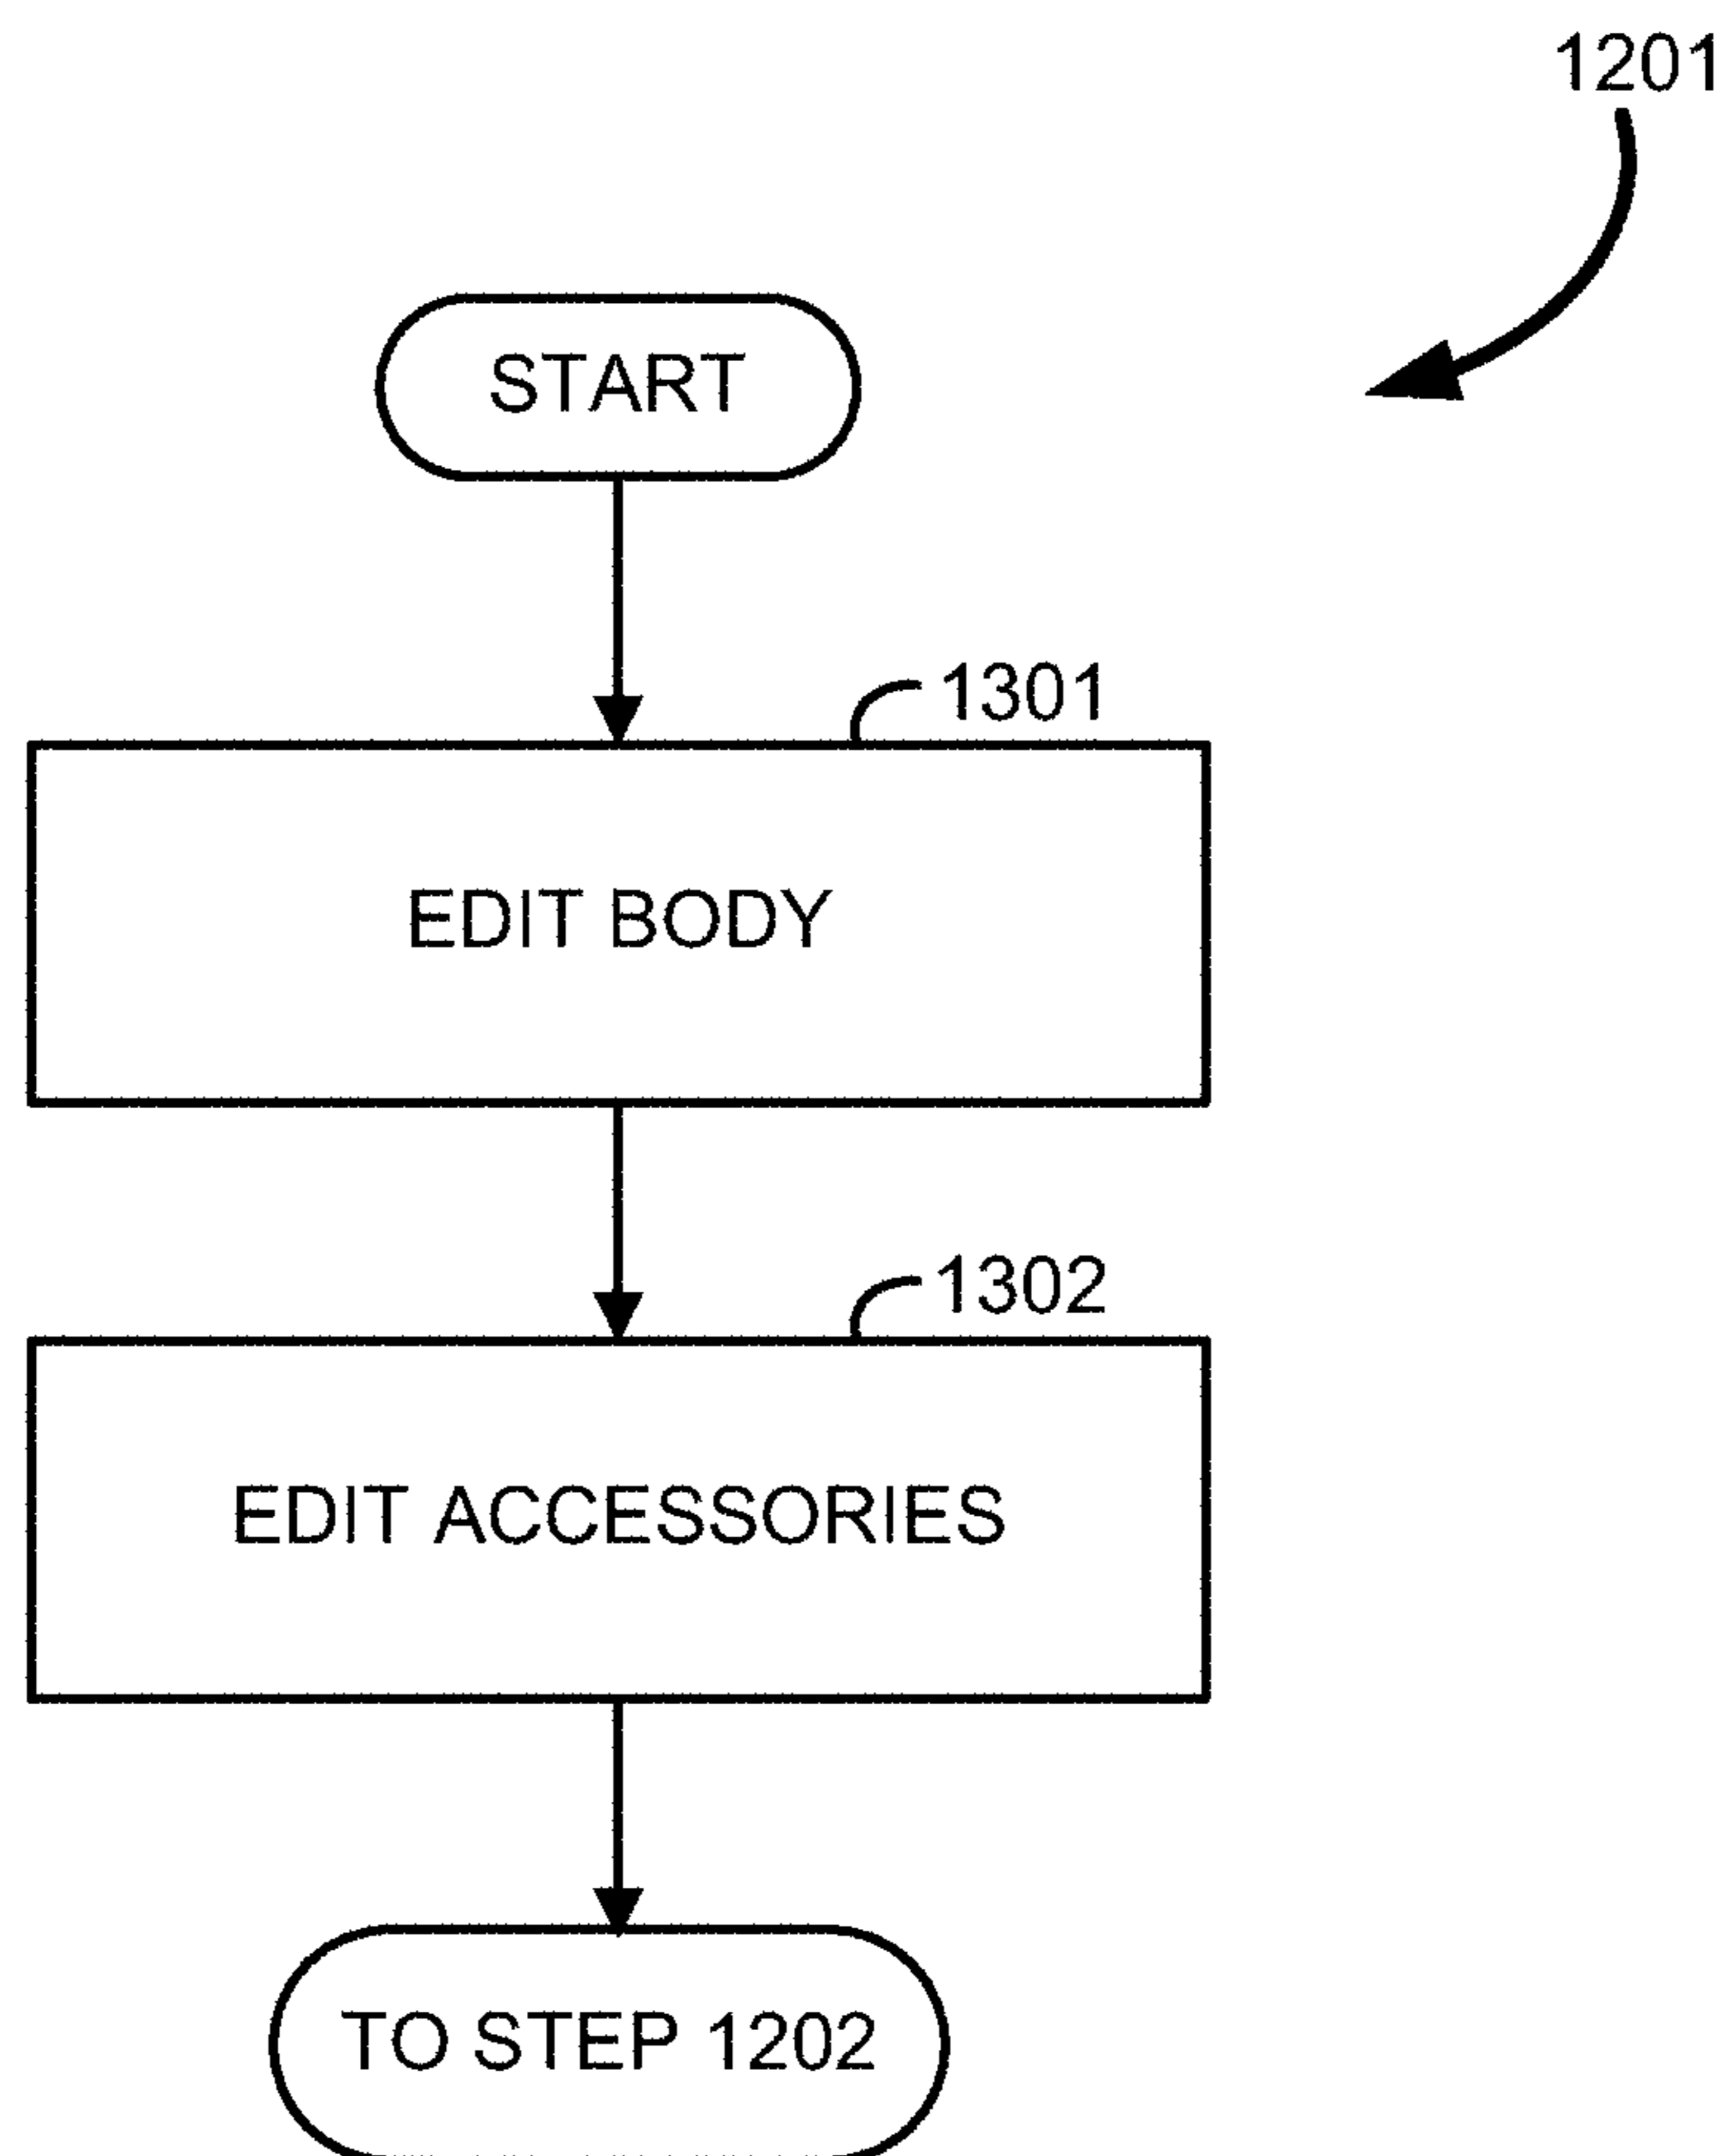 1201
START
1301
EDIT BODY
1302
EDIT ACCESSORIES
TO STEP 1202